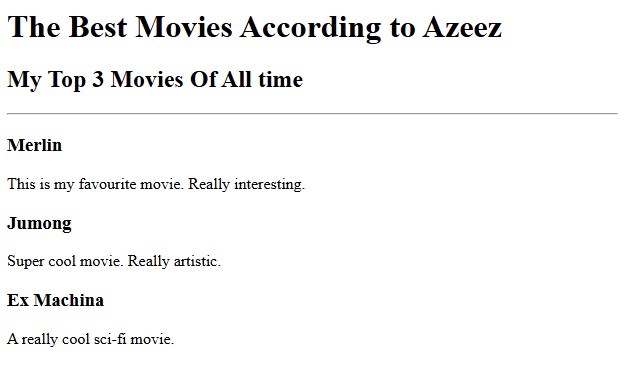 The Best Movies According to Azeez
My Top 3 Movies Of All time
Merlin
This is my favourite movie. Really interesting.
Jumong
Super cool movie. Really artistic.
Ex Machina
A really cool sci-fi movie.